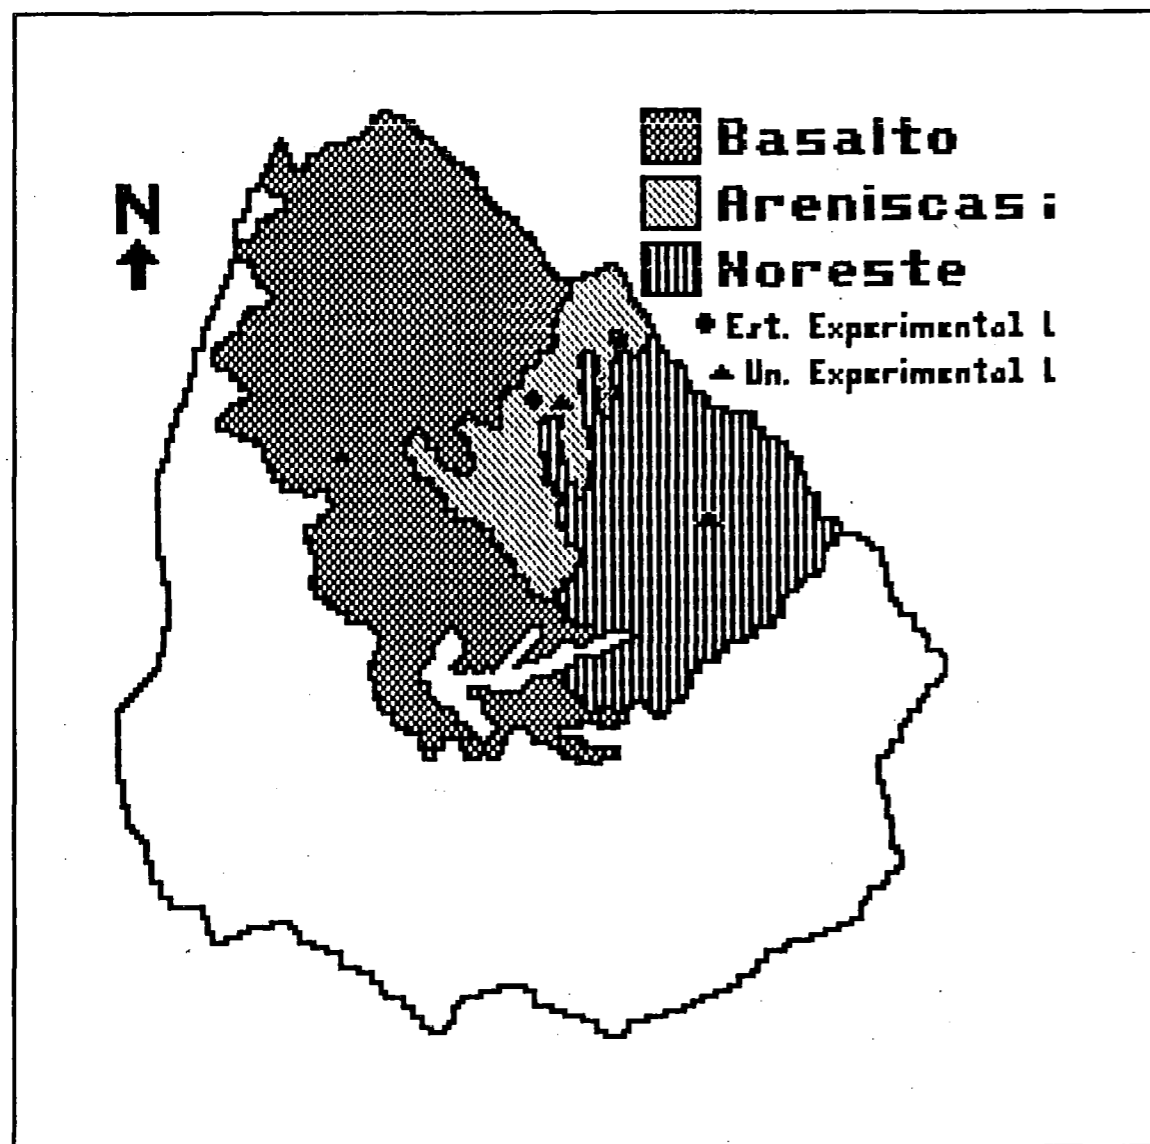 N
Basalto
Areniscas i
Noreste
Est. Experimental l
Un. Experimental l